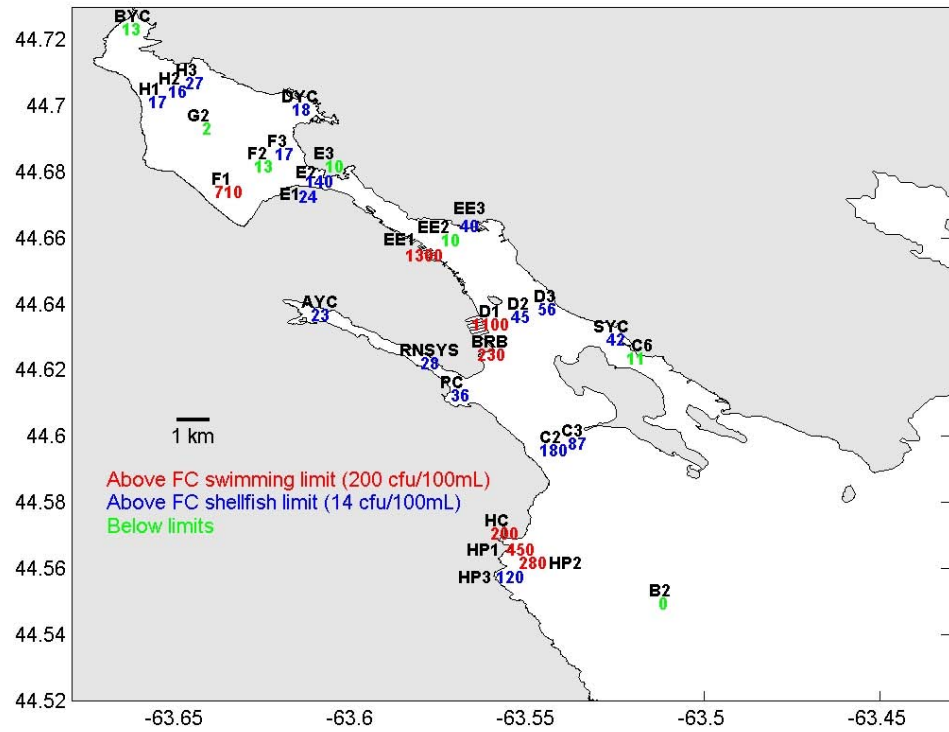 BYC
13
44.72
H3
27
H2
16
H1
17
44.7
DYC
18
G2
2
F3
17
F2
13
E3
10
44.68
E2
140
F1
710
E1
24
EE3
40
EE2
10
44.66
EE1
44.64
AYC
23
D1
1100
D2
45
D3
56
SYC
42
BRB
230
RNSYS
28
C6
11
44.62
PC
36
1 km
44.6
C2
180
C3
87
Above FC swimming limit (200 cfu/100mL)
Above FC shellfish limit (14 cfu/100mL)
Below limits
44.58
HC
200
HP1 450
44.56
280 HP2
HP3 120
B2
0
44.54
44.52
-63.65
-63.6
-63.55
-63.5
-63.45